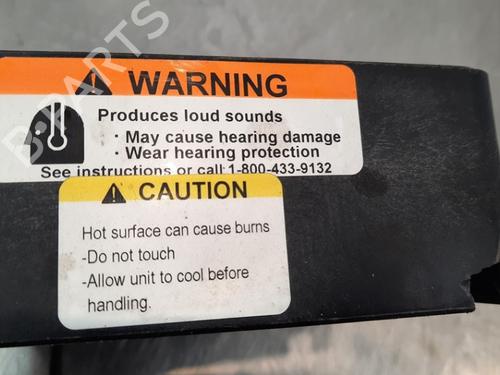 WARNING
Produces loud sounds
· May cause hearing damage
· Wear hearing protection
See instructions or call 1-800-433-9132
CAUTION
Hot surface can cause burns
-Do not touch
-Allow unit to cool before
handling.
B-PARTS